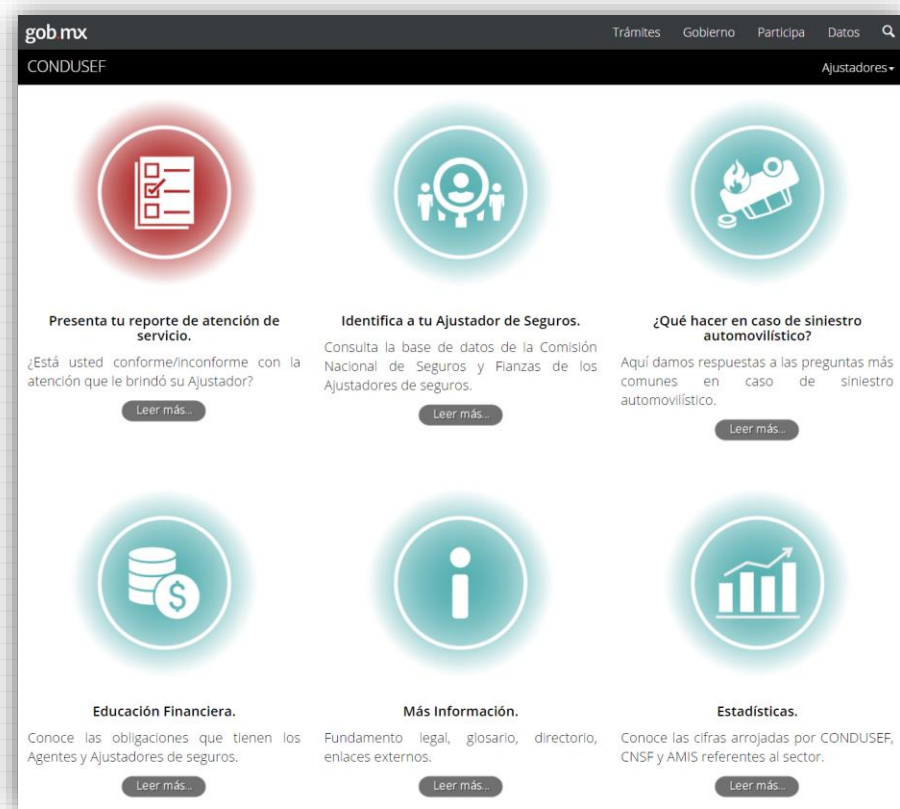 gob.mx
Trámites Gobierno Participa Datos
CONDUSEF
Ajustadores
Presenta tu reporte de atención de
servicio.
¿Está usted conforme/inconforme con la
atención que le brindó su Ajustador?
Leer más...
Identifica a tu Ajustador de Seguros.
Consulta la base de datos de la Comisión
Nacional de Seguros y Fianzas de los
Ajustadores de seguros.
Leer más...
¿Qué hacer en caso de siniestro
automovilístico?
Aquí damos respuestas a las preguntas más
comunes en caso de siniestro
automovilístico.
Leer más...
Educación Financiera.
Conoce las obligaciones que tienen los
Agentes y Ajustadores de seguros.
Leer más...
Más Información.
Fundamento legal, glosario, directorio,
enlaces externos.
Leer más...
Estadísticas.
Conoce las cifras arrojadas por CONDUSEF,
CNSF y AMIS referentes al sector.
Leer más...